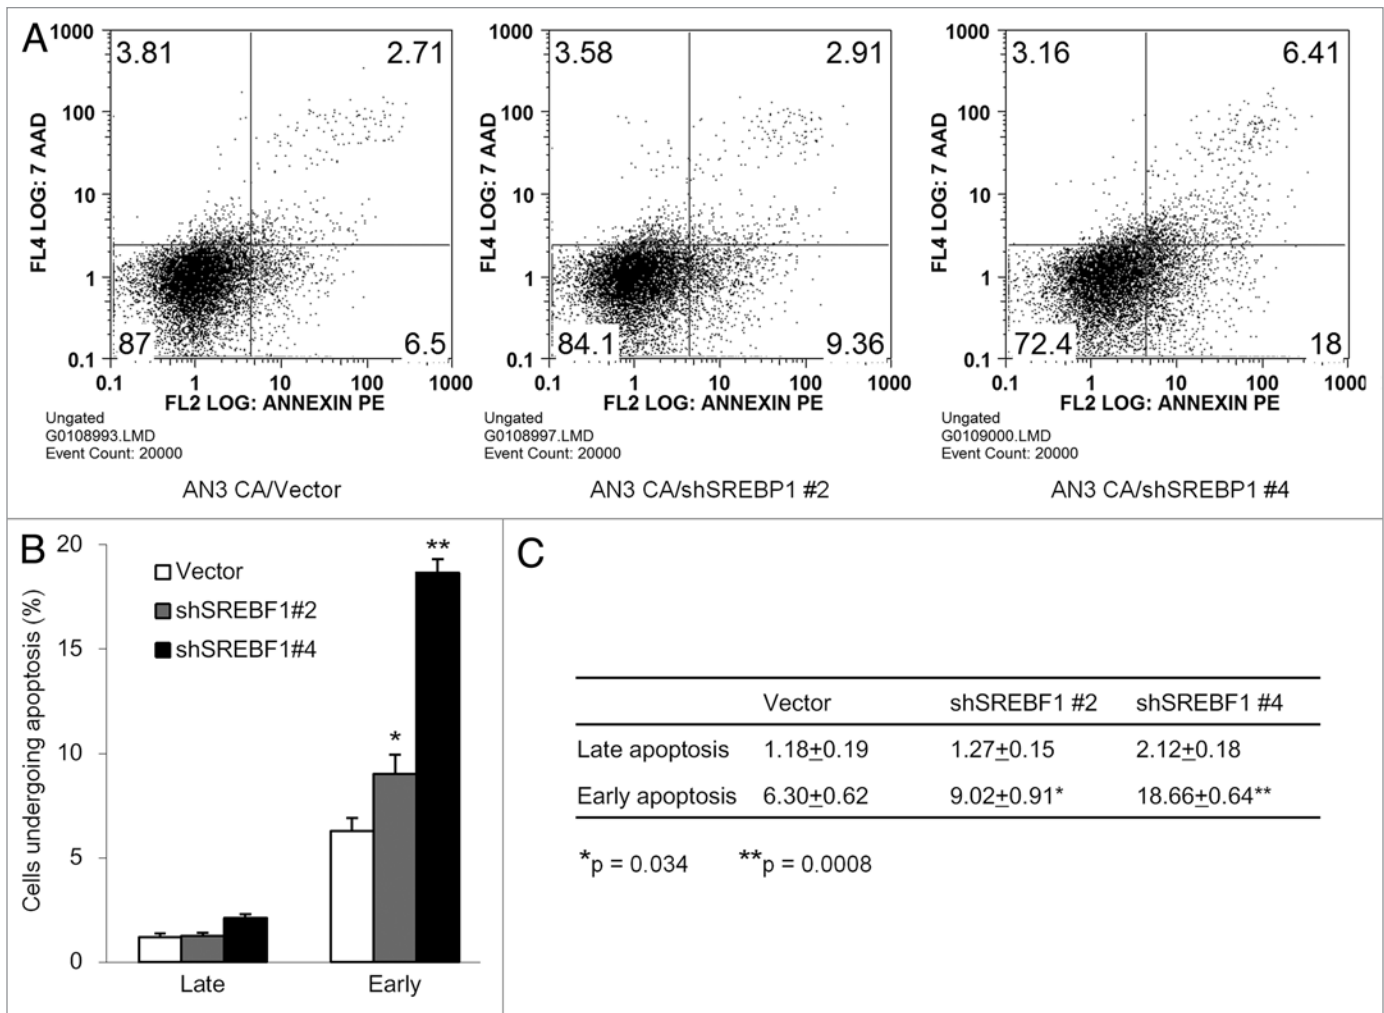 A
1000
100
10
1
0.1
FL4 LOG: 7 AAD
3.81
2.71
87
6.5
0.1 1 10 100 1000
FL2 LOG: ANNEXIN PE
Ungated
G0108993.LMD
Event Count: 20000
AN3 CA/Vector
1000
100
10
1
0.1
FL4 LOG: 7 AAD
3.58
2.91
84.1
9.36
0.1 1 10 100 1000
FL2 LOG: ANNEXIN PE
Ungated
G0108997.LMD
Event Count: 20000
AN3 CA/shSREBP1 #2
1000
100
10
1
0.1
FL4 LOG: 7 AAD
3.16
6.41
72.4
18
0.1 1 10 100 1000
FL2 LOG: ANNEXIN PE
Ungated
G0109000.LMD
Event Count: 20000
AN3 CA/shSREBP1 #4
B
Cells undergoing apoptosis (%)
20
15
10
5
0
Vector
shSREBF1#2
shSREBF1#4
*
**
Late Early
C
Vector shSREBF1 #2 shSREBF1 #4
Late apoptosis 1.18±0.19 1.27±0.15 2.12±0.18
Early apoptosis 6.30±0.62 9.02±0.91* 18.66±0.64**
*p = 0.034 **p = 0.0008